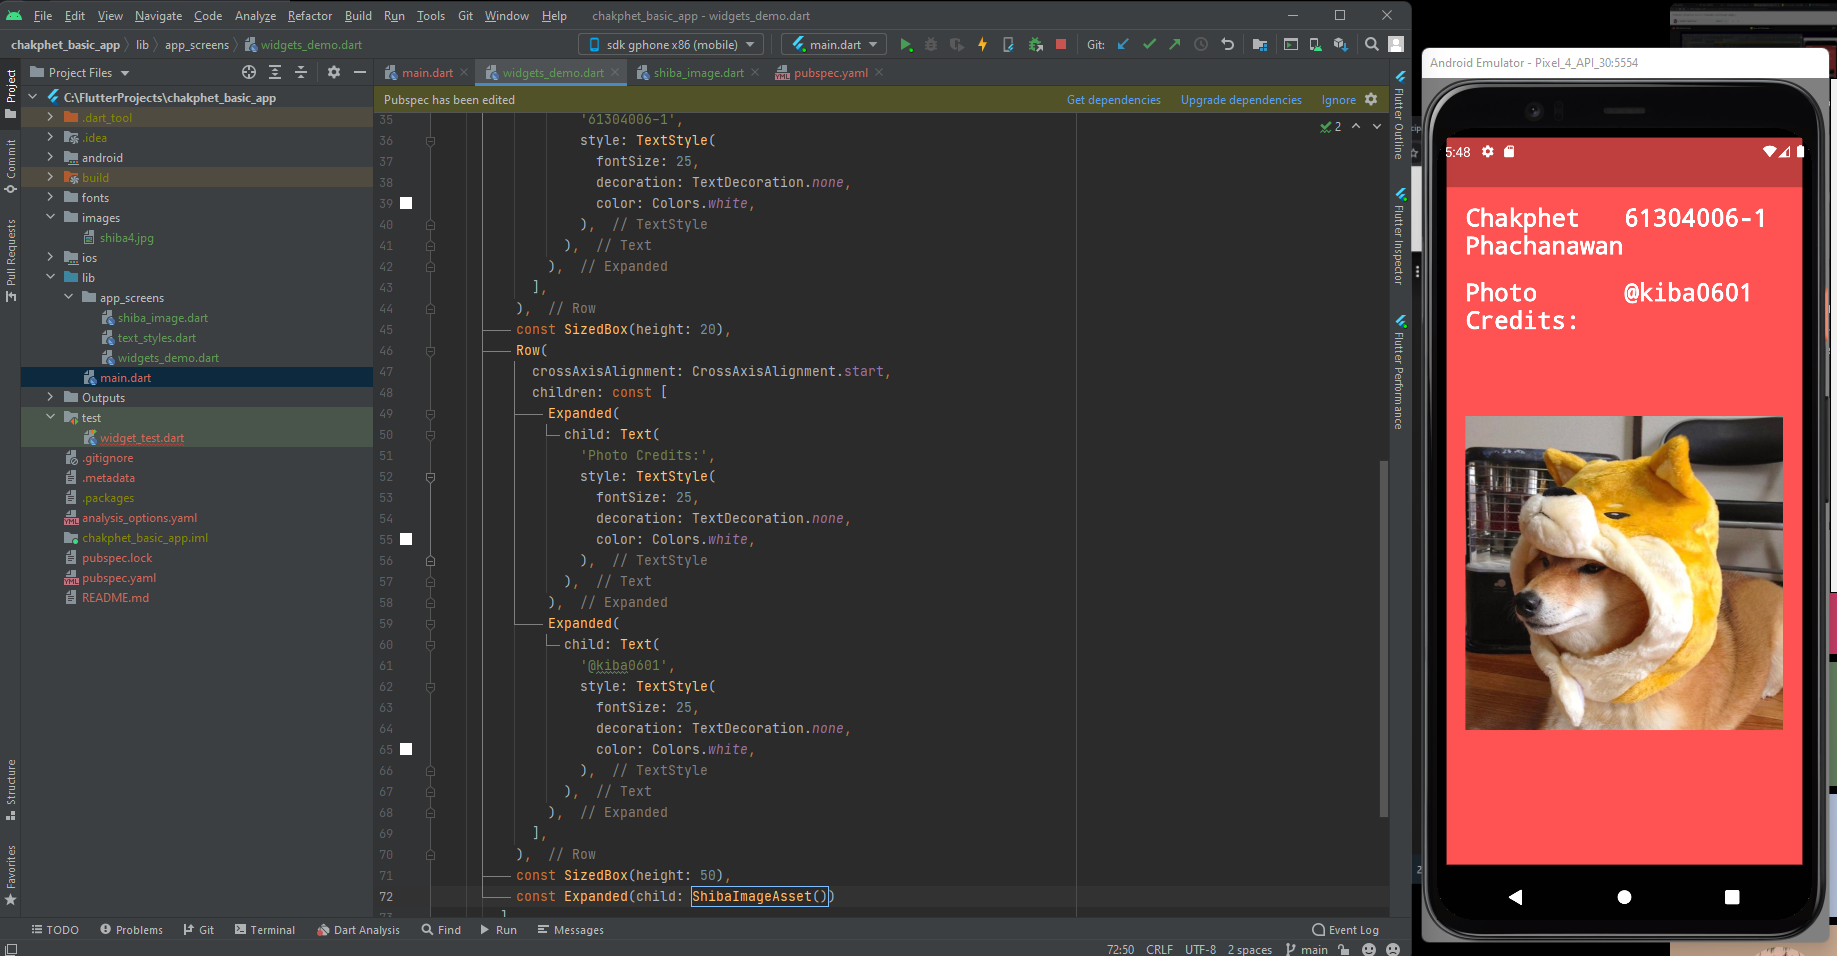 File Edit View Navigate Code Analyze Refactor Build Run Tools Git Window Help chakphet_basic_app - widgets_demo.dart
chakphet_basic_app lib app_screens widgets_demo.dart sdk gphone x86 (mobile) main.dart Git:
Project Files main.dart widgets_demo.dart shiba_image.dart pubspec.yaml
Pubspec has been edited Get dependencies Upgrade dependencies Ignore
Project
Commit
Pull Requests
Structure
Favorites
C:\FlutterProjects\chakphet_basic_app
.dart_tool
.idea
android
build
fonts
images
shiba4.jpg
ios
lib
app_screens
shiba_image.dart
text_styles.dart
widgets_demo.dart
main.dart
Outputs
test
widget_test.dart
.gitignore
.metadata
.packages
analysis_options.yaml
chakphet_basic_app.iml
pubspec.lock
pubspec.yaml
README.md
2
35 '61304006-1',
36 style: TextStyle(
37 fontSize: 25,
38 decoration: TextDecoration.none,
39 color: Colors.white,
40 ), // TextStyle
41 ), // Text
42 ), // Expanded
43 ],
44 ), // Row
45 const SizedBox(height: 20),
46 Row(
47 crossAxisAlignment: CrossAxisAlignment.start,
48 children: const [
49 Expanded(
50 child: Text(
51 'Photo Credits:',
52 style: TextStyle(
53 fontSize: 25,
54 decoration: TextDecoration.none,
55 color: Colors.white,
56 ), // TextStyle
57 ), // Text
58 ), // Expanded
59 Expanded(
60 child: Text(
61 '@kiba0601',
62 style: TextStyle(
63 fontSize: 25,
64 decoration: TextDecoration.none,
65 color: Colors.white,
66 ), // TextStyle
67 ), // Text
68 ), // Expanded
69 ],
70 ), // Row
71 const SizedBox(height: 50),
72 const Expanded(child: ShibaImageAsset())
Flutter Outline
Flutter Inspector
Flutter Performance
TODO Problems Git Terminal Dart Analysis Find Run Messages Event Log
72:50 CRLF UTF-8 2 spaces main
Android Emulator - Pixel_4_API_30:5554
5:48
Chakphet 61304006-1
Phachanawan
Photo @kiba0601
Credits: